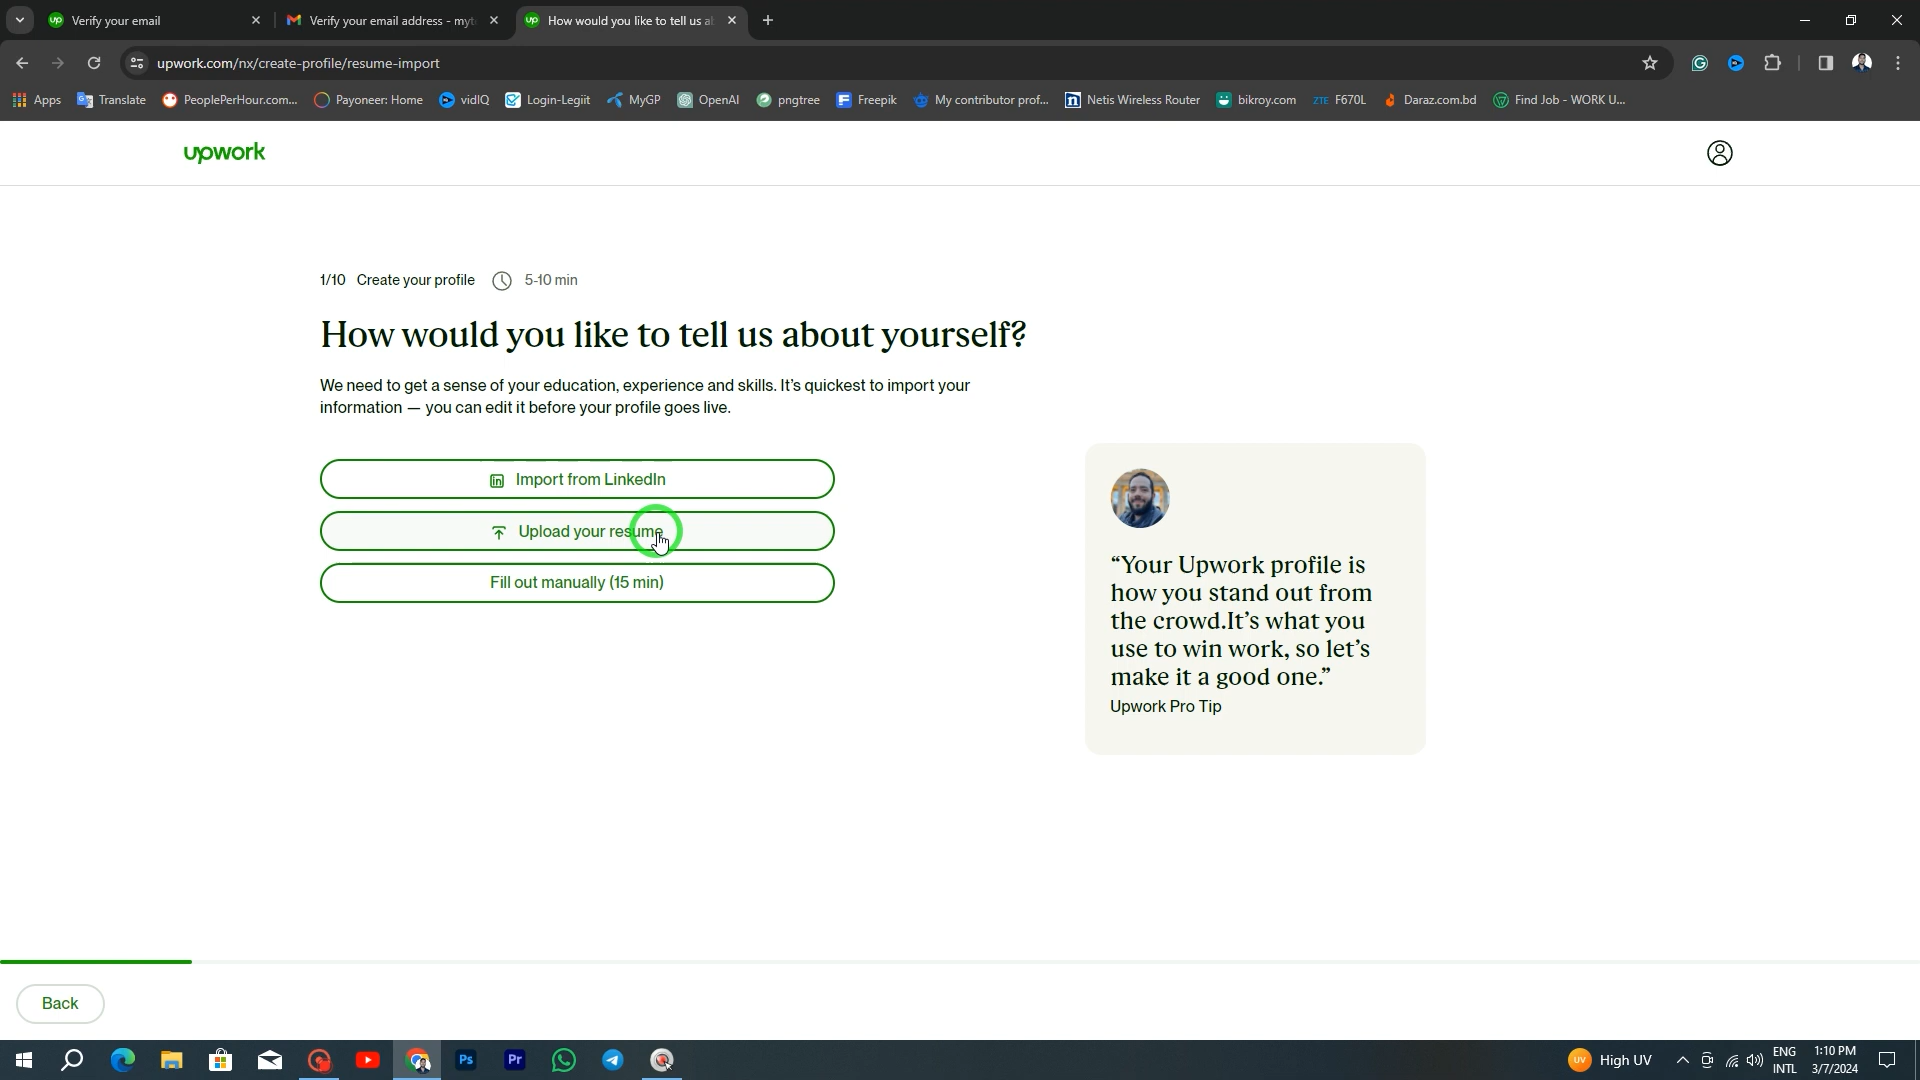 Verify your email
Verify your email address - myt
How would you like to tell us a
upwork.com/nx/create-profile/resume-import
Apps
Translate
PeoplePerHour.com...
Payoneer: Home
vidIQ
Login-Legiit
MyGP
OpenAI
pngtree
Freepik
My contributor prof...
Netis Wireless Router
bikroy.com
ZTE F670L
Daraz.com.bd
Find Job - WORK U...
upwork
1/10 Create your profile 5-10 min
How would you like to tell us about yourself?
We need to get a sense of your education, experience and skills. It’s quickest to import your
information — you can edit it before your profile goes live.
in Import from LinkedIn
Upload your resume
Fill out manually (15 min)
“Your Upwork profile is
how you stand out from
the crowd.It’s what you
use to win work, so let’s
make it a good one.”
Upwork Pro Tip
Back
Ps
Pr
UV High UV
ENG
INTL
1:10 PM
3/7/2024